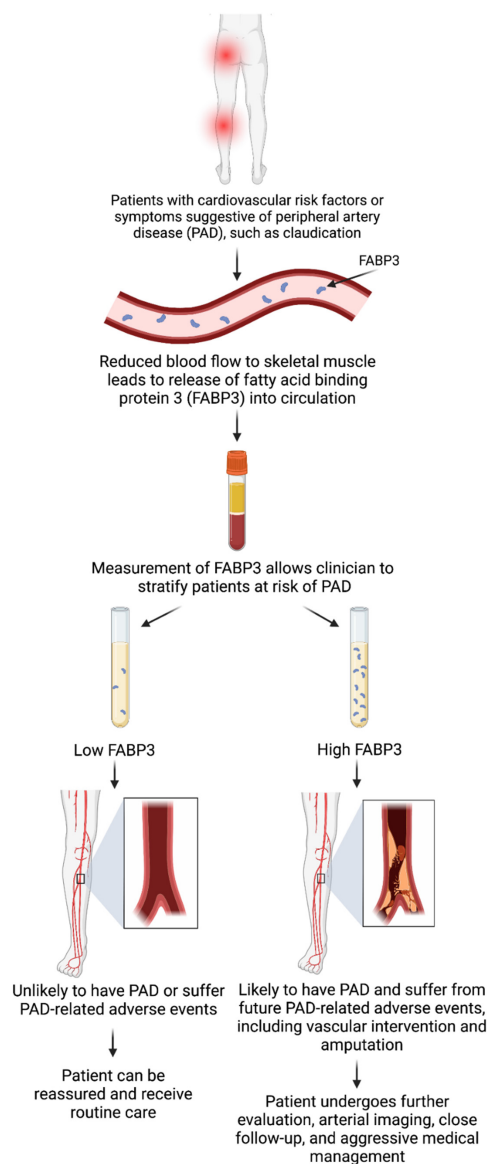 Patients with cardiovascular risk factors or
symptoms suggestive of peripheral artery
disease (PAD), such as claudication
FABP3
Reduced blood flow to skeletal muscle
leads to release of fatty acid binding
protein 3 (FABP3) into circulation
Measurement of FABP3 allows clinician to
stratify patients at risk of PAD
Low FABP3
High FABP3
Unlikely to have PAD or suffer
PAD-related adverse events
Likely to have PAD and suffer from
future PAD-related adverse events,
including vascular intervention and
amputation
Patient can be
reassured and receive
routine care
Patient undergoes further
evaluation, arterial imaging, close
follow-up, and aggressive medical
management